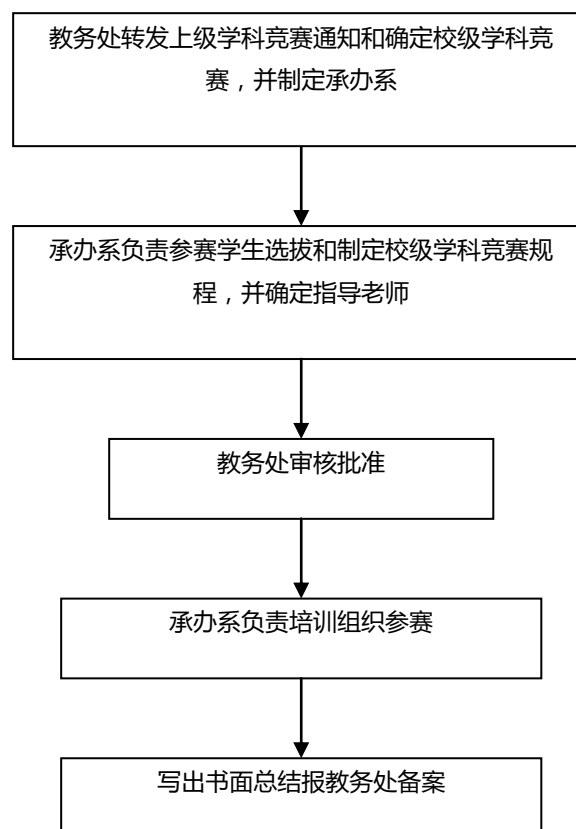 教务处转发上级学科竞赛通知和确定校级学科竞
赛，并制定承办系
承办系负责参赛学生选拔和制定校级学科竞赛规
程，并确定指导老师
教务处审核批准
承办系负责培训组织参赛
写出书面总结报教务处备案